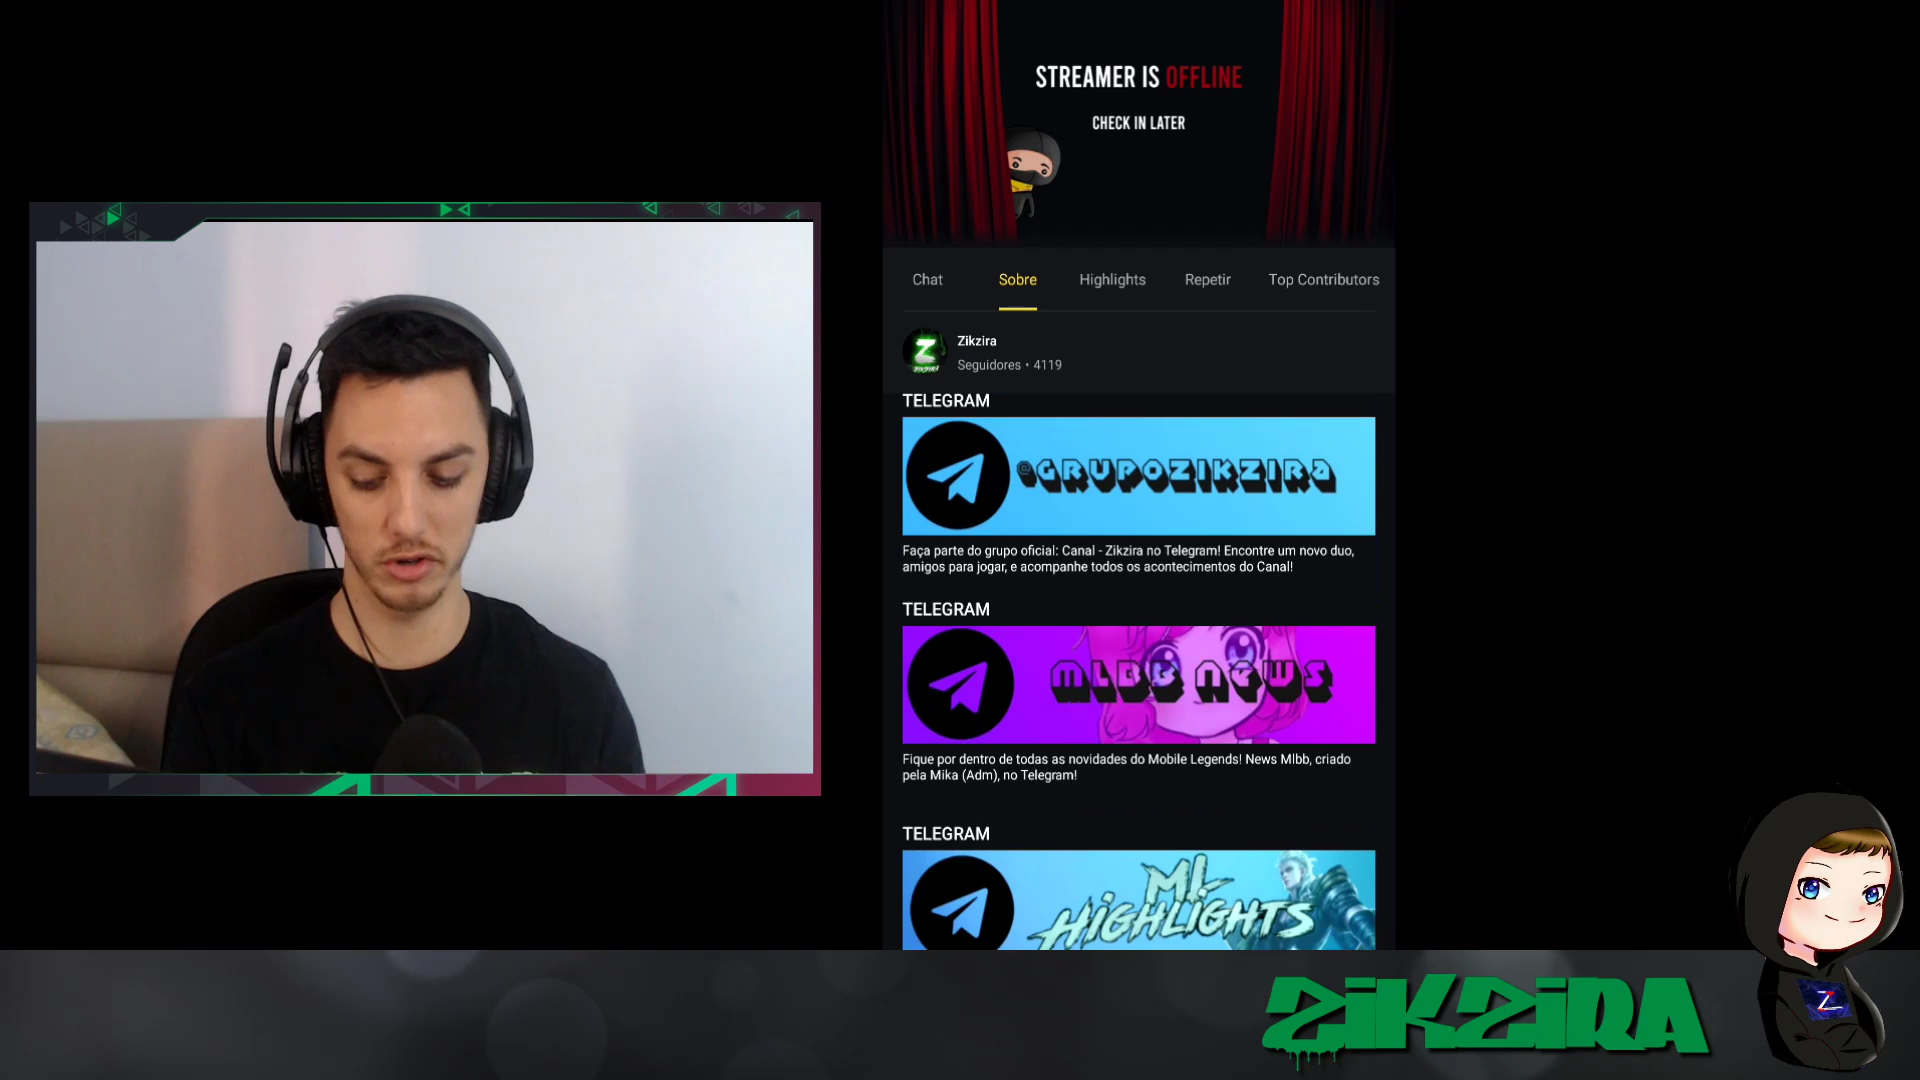 STREAMER IS OFFLINE
CHECK IN LATER
Chat Sobre Highlights Repetir Top Contributors
Z
ZIKZIRA
Zikzira
Seguidores • 4119
TELEGRAM
@GRUPOZIKZIRA
Faça parte do grupo oficial: Canal - Zikzira no Telegram! Encontre um novo duo,
amigos para jogar, e acompanhe todos os acontecimentos do Canal!
TELEGRAM
MLBB NEWS
Fique por dentro de todas as novidades do Mobile Legends! News Mlbb, criado
pela Mika (Adm), no Telegram!
TELEGRAM
ML
HIGHLIGHTS
ZIKZIRA
Z